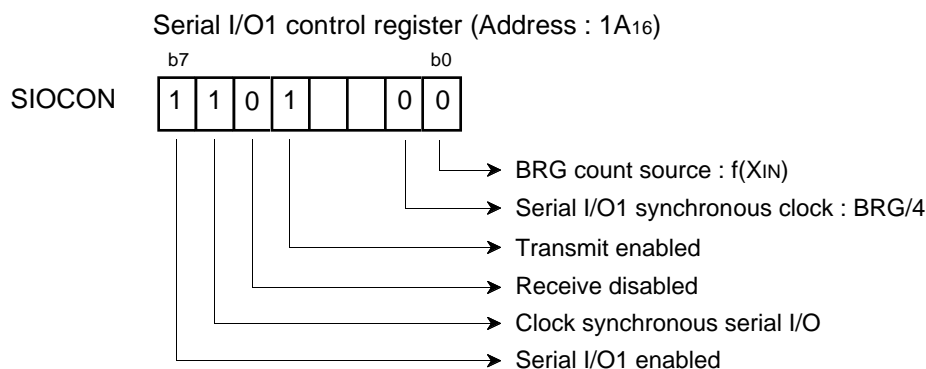 Serial I/O1 control register (Address : 1A16)
b7 b0
SIOCON 1 1 0 1 0 0
BRG count source : f(XIN)
Serial I/O1 synchronous clock : BRG/4
Transmit enabled
Receive disabled
Clock synchronous serial I/O
Serial I/O1 enabled